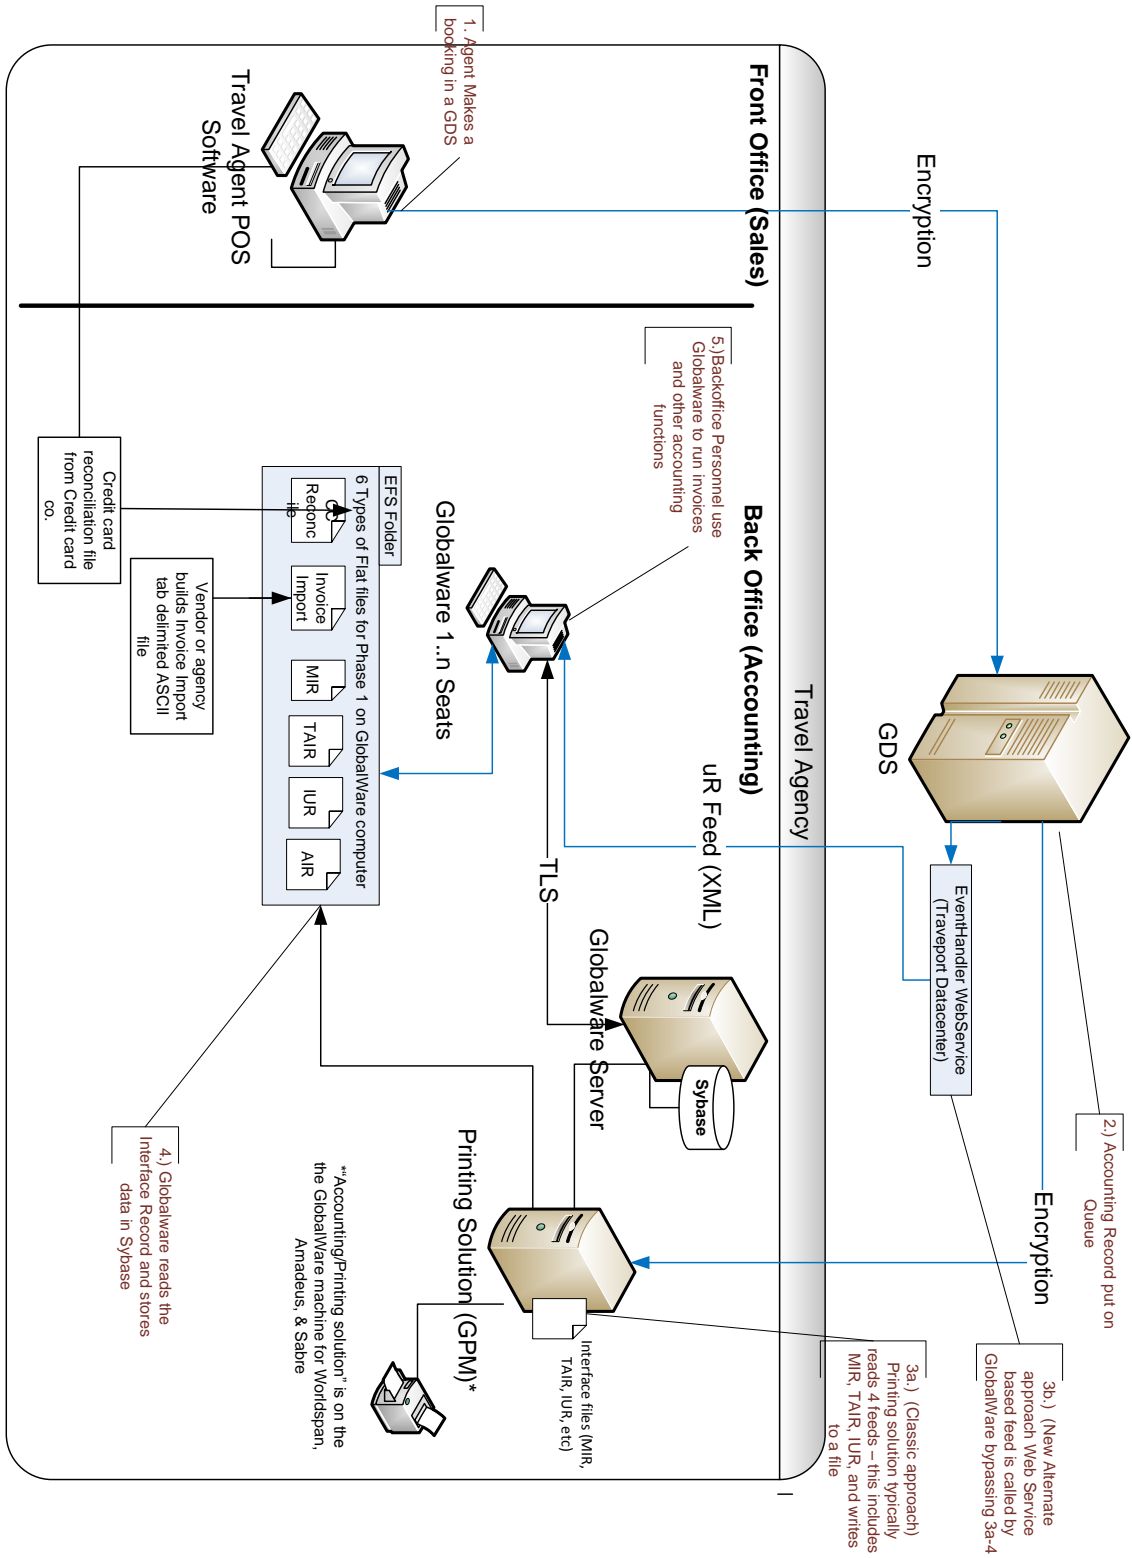 1. Agent Makes a
booking in a GDS
Encryption
GDS
2.) Accounting Record put on
Queue
EventHandler WebService
(Traveport Datacenter)
Encryption
3b.) (New Alternate
approach Web Service
based feed is called by
GlobalWare bypassing 3a-4
3a.) (Classic approach)
Printing solution typically
reads 4 feeds – this includes
MIR, TAIR, IUR, and writes
to a file
Travel Agency
Front Office (Sales)
Travel Agent POS
Software
Back Office (Accounting)
5.)Backoffice Personnel use
Globalware to run invoices
and other accounting
functions
uR Feed (XML)
Globalware 1..n Seats
TLS
Globalware Server
Sybase
Printing Solution (GPM)*
Interface files (MIR,
TAIR, IUR, etc)
*“Accounting/Printing solution” is on the
the GlobalWare machine for Worldspan,
Amadeus, & Sabre
EFS Folder
6 Types of Flat files for Phase 1 on GlobalWare computer
CC
Reconc
ile
Invoice
Import
MIR
TAIR
IUR
AIR
4.) Globalware reads the
Interface Record and stores
data in Sybase
Credit card
reconciliation file
from Credit card
co.
Vendor or agency
builds Invoice Import
tab delimited ASCII
file